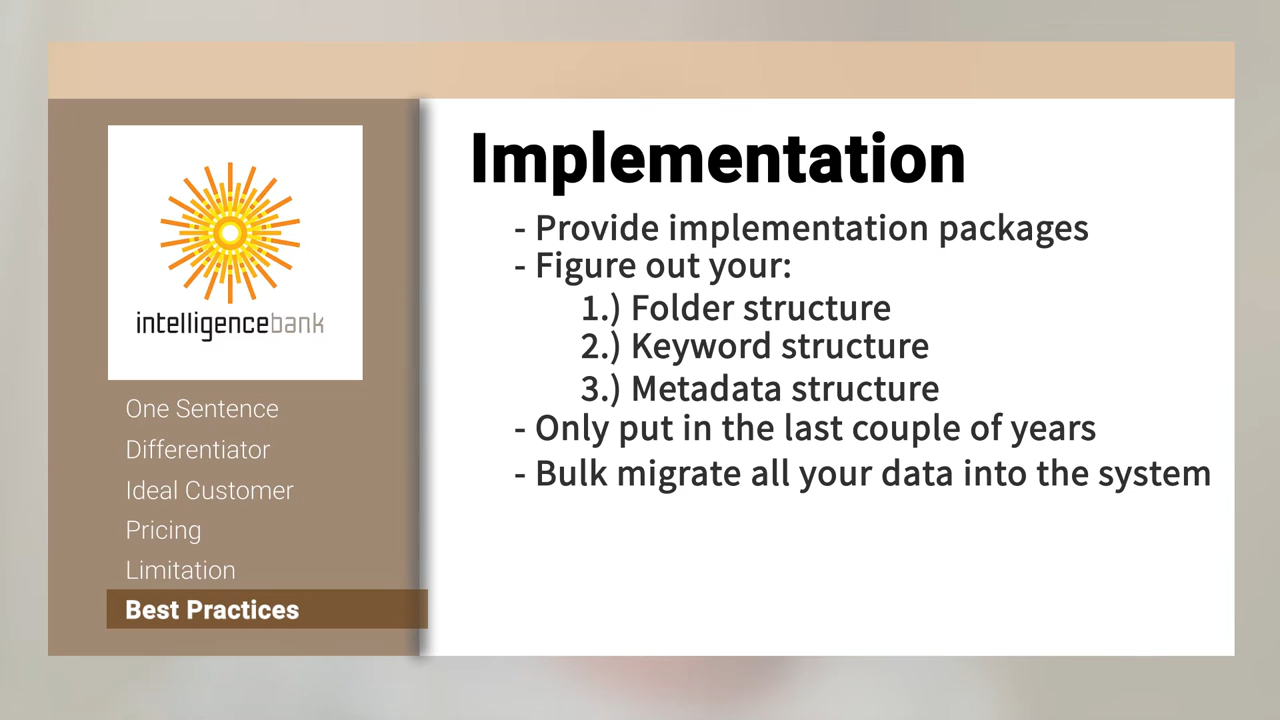 intelligencebank
One Sentence
Differentiator
Ideal Customer
Pricing
Limitation
Best Practices
Implementation
- Provide implementation packages
- Figure out your:
1.) Folder structure
2.) Keyword structure
3.) Metadata structure
- Only put in the last couple of years
- Bulk migrate all your data into the system